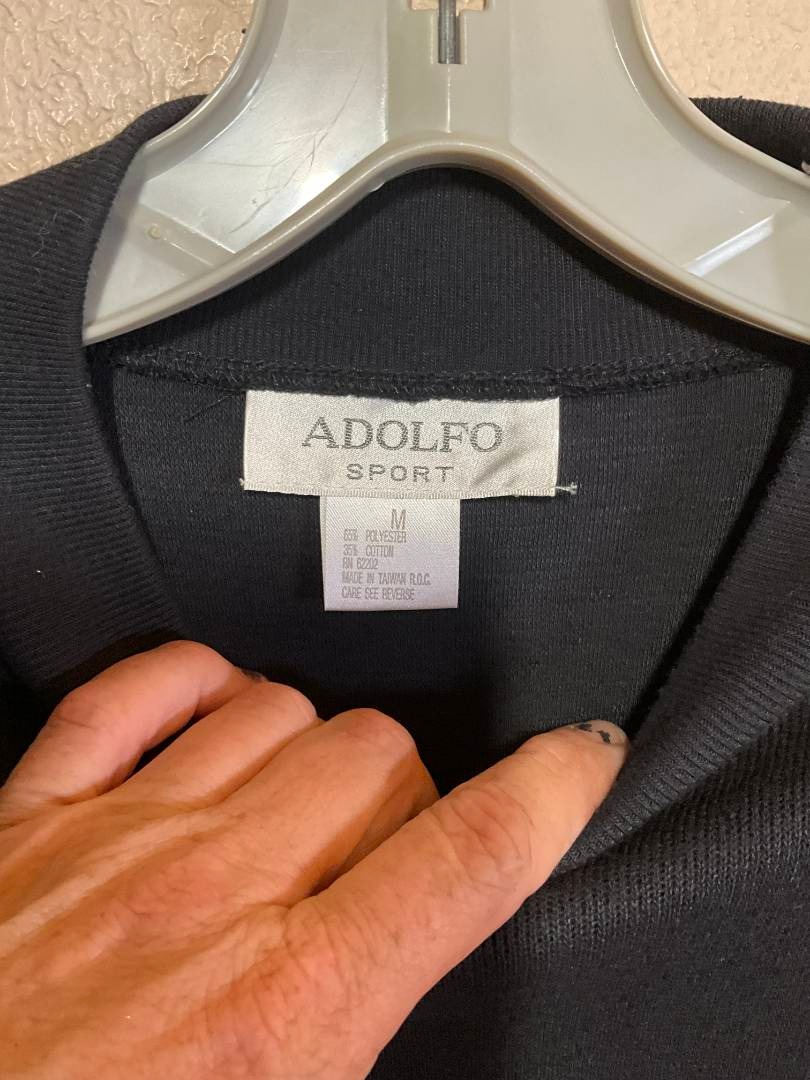 ADOLFO
SPORT
M
65% POLYESTER
35% COTTON
RN 62202
MADE IN TAIWAN R.O.C.
CARE SEE REVERSE